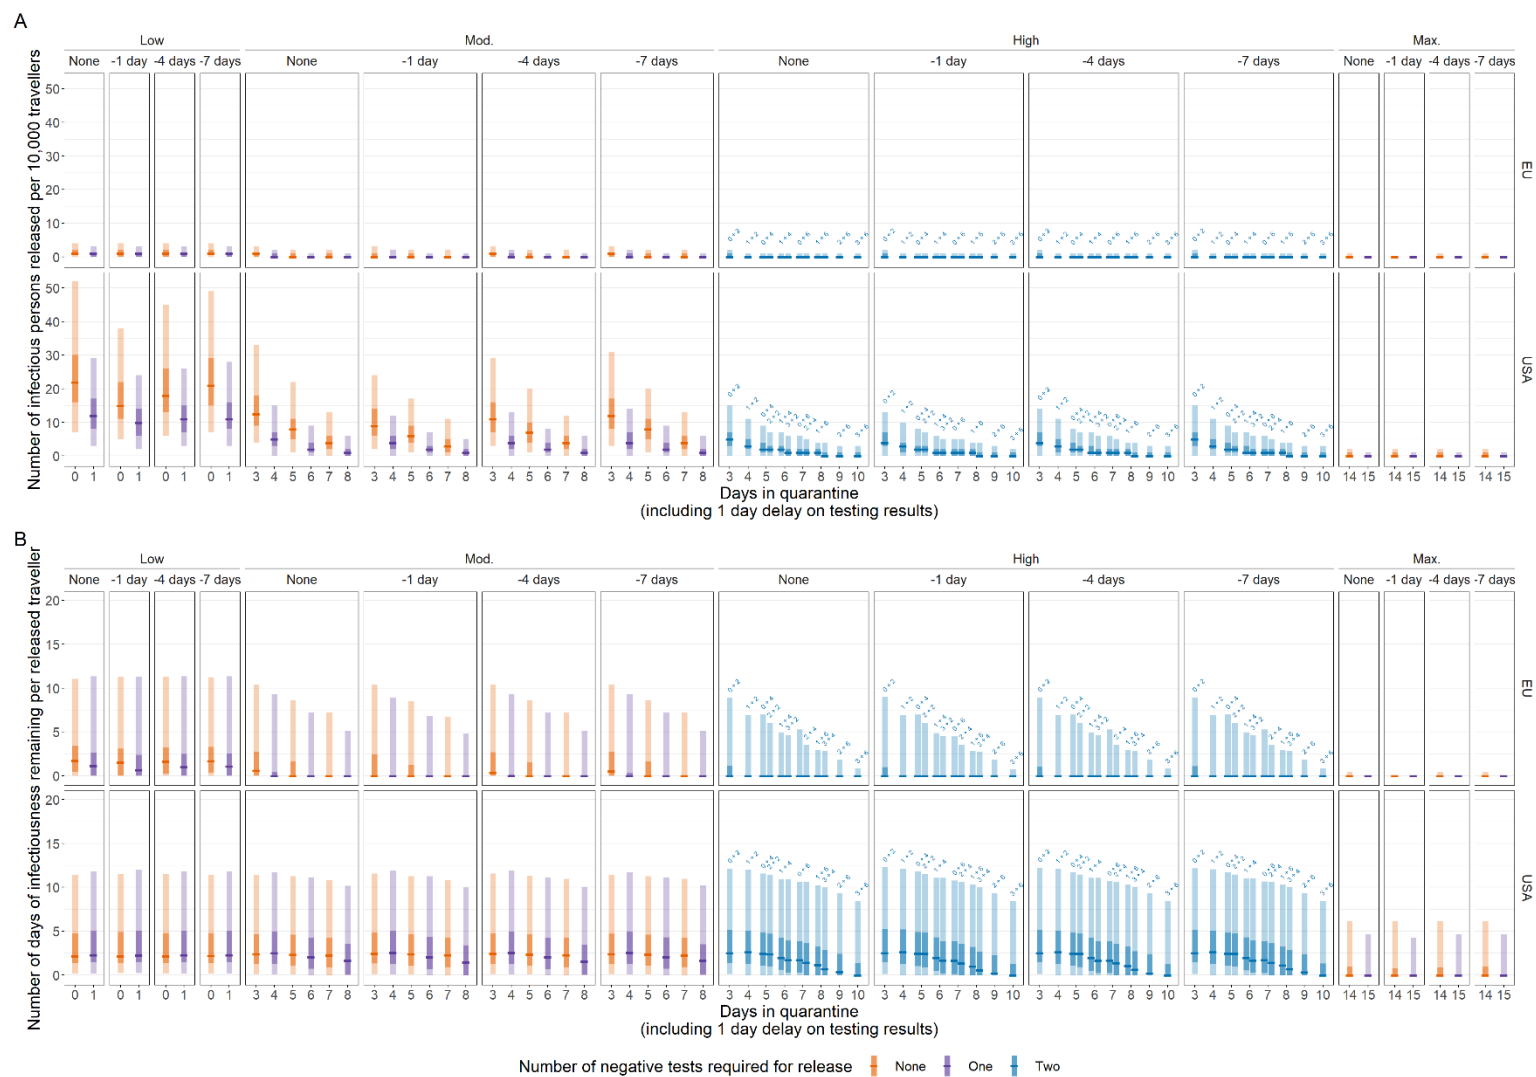 A
Low Mod. High Max.
None -1 day -4 days -7 days None -1 day -4 days -7 days None -1 day -4 days -7 days None -1 day -4 days -7 days
Number of infectious persons released per 10,000 travellers
50
40
30
20
10
0
EU
50
40
30
20
10
0
USA
0 1 0 1 0 1 0 1 3 4 5 6 7 8 3 4 5 6 7 8 3 4 5 6 7 8 3 4 5 6 7 8 3 4 5 6 7 8 9 10 3 4 5 6 7 8 9 10 3 4 5 6 7 8 9 10 3 4 5 6 7 8 9 10 14 15 14 15 14 15 14 15
Days in quarantine
(including 1 day delay on testing results)
B
Low Mod. High Max.
None -1 day -4 days -7 days None -1 day -4 days -7 days None -1 day -4 days -7 days None -1 day -4 days -7 days
Number of days of infectiousness remaining per released traveller
20
15
10
5
0
EU
20
15
10
5
0
USA
0 1 0 1 0 1 0 1 3 4 5 6 7 8 3 4 5 6 7 8 3 4 5 6 7 8 3 4 5 6 7 8 3 4 5 6 7 8 9 10 3 4 5 6 7 8 9 10 3 4 5 6 7 8 9 10 3 4 5 6 7 8 9 10 14 15 14 15 14 15 14 15
Days in quarantine
(including 1 day delay on testing results)
Number of negative tests required for release None One Two